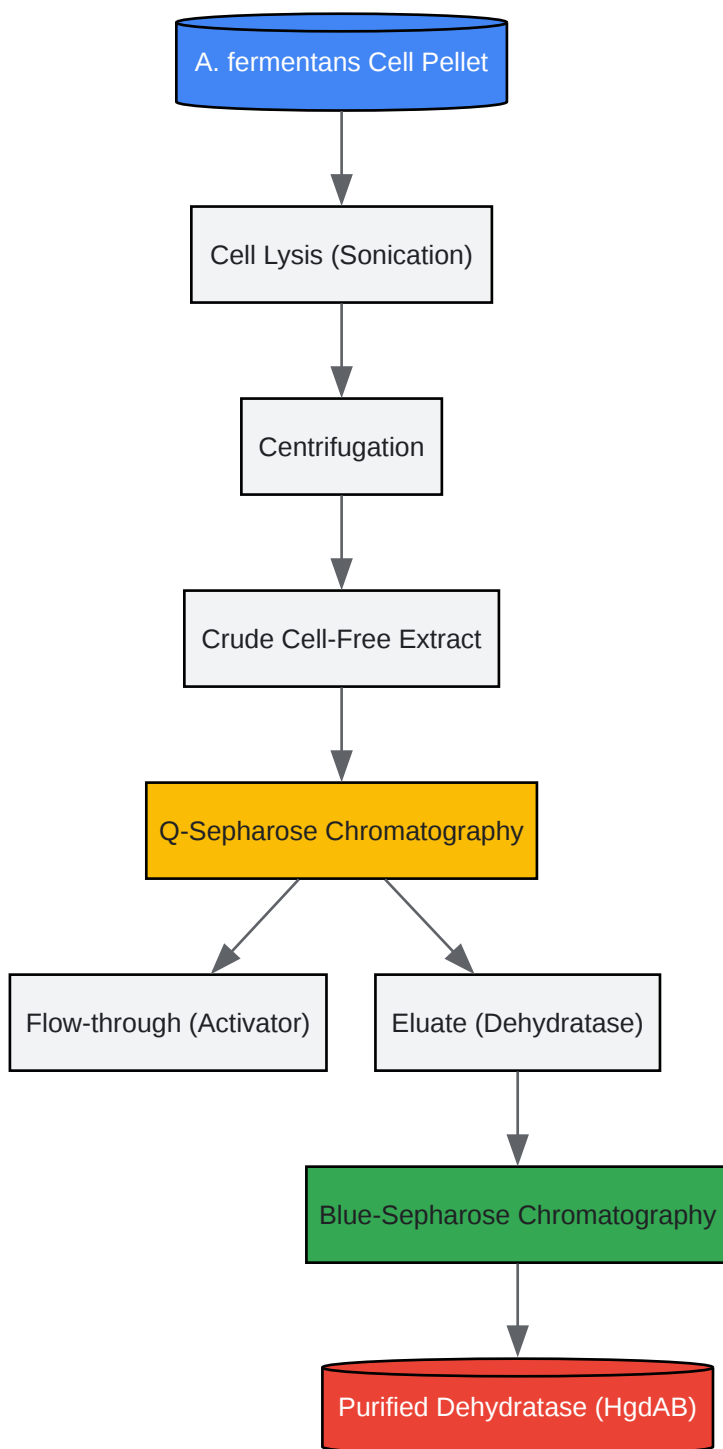 A. fermentans Cell Pellet
Cell Lysis (Sonication)
Centrifugation
Crude Cell-Free Extract
Q-Sepharose Chromatography
Flow-through (Activator)
Eluate (Dehydratase)
Blue-Sepharose Chromatography
Purified Dehydratase (HgdAB)